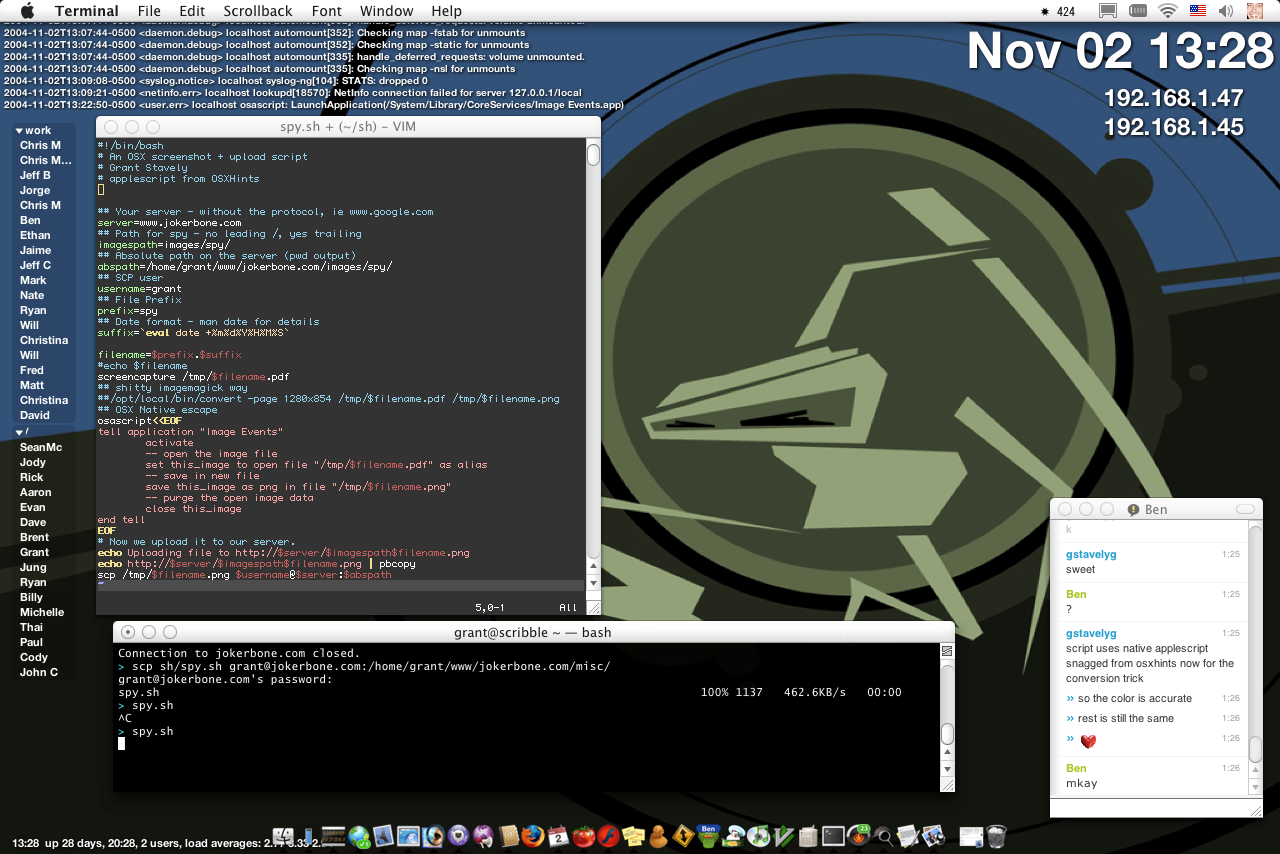 Terminal File Edit Scrollback Font Window Help
424
2004-11-02T13:07:44-0500 <daemon.debug> localhost automount[335]: handle_deferred_requests: volume unmounted.
2004-11-02T13:07:44-0500 <daemon.debug> localhost automount[352]: Checking map -fstab for unmounts
2004-11-02T13:07:44-0500 <daemon.debug> localhost automount[352]: Checking map -static for unmounts
2004-11-02T13:07:44-0500 <daemon.debug> localhost automount[335]: handle_deferred_requests: volume unmounted.
2004-11-02T13:07:44-0500 <daemon.debug> localhost automount[335]: Checking map -nsl for unmounts
2004-11-02T13:09:08-0500 <syslog.notice> localhost syslog-ng[104]: STATS: dropped 0
2004-11-02T13:09:21-0500 <netinfo.err> localhost lookupd[18570]: NetInfo connection failed for server 127.0.0.1/local
2004-11-02T13:22:50-0500 <user.err> localhost osascript: LaunchApplication(/System/Library/CoreServices/Image Events.app)
Nov 02 13:28
192.168.1.47
192.168.1.45
work
Chris M
Chris M...
Jeff B
Jorge
Chris M
Ben
Ethan
Jaime
Jeff C
Mark
Nate
Ryan
Will
Christina
Will
Fred
Matt
Christina
David
/
SeanMc
Jody
Rick
Aaron
Evan
Dave
Brent
Grant
Jung
Ryan
Billy
Michelle
Thai
Paul
Cody
John C
spy.sh + (~/sh) - VIM
#!/bin/bash
# An OSX screenshot + upload script
# Grant Stavely
# applescript from OSXHints
## Your server - without the protocol, ie www.google.com
server=www.jokerbone.com
## Path for spy - no leading /, yes trailing
imagespath=images/spy/
## Absolute path on the server (pwd output)
abspath=/home/grant/www/jokerbone.com/images/spy/
## SCP user
username=grant
## File Prefix
prefix=spy
## Date format - man date for details
suffix=`eval date +%m%d%Y%H%M%S`
filename=$prefix.$suffix
#echo $filename
screencapture /tmp/$filename.pdf
## shitty imagemagick way
##/opt/local/bin/convert -page 1280x854 /tmp/$filename.pdf /tmp/$filename.png
## OSX Native escape
osascript<<EOF
tell application "Image Events"
activate
-- open the image file
set this_image to open file "/tmp/$filename.pdf" as alias
-- save in new file
save this_image as png in file "/tmp/$filename.png"
-- purge the open image data
close this_image
end tell
EOF
# Now we upload it to our server.
echo Uploading file to http://$server/$imagespath$filename.png
echo http://$server/$imagespath$filename.png | pbcopy
scp /tmp/$filename.png $username@$server:$abspath
~
5,0-1 All
grant@scribble ~ — bash
Connection to jokerbone.com closed.
> scp sh/spy.sh grant@jokerbone.com:/home/grant/www/jokerbone.com/misc/
grant@jokerbone.com's password:
spy.sh 100% 1137 462.6KB/s 00:00
> spy.sh
^C
> spy.sh
Ben
k
gstavelyg 1:25
sweet
Ben 1:25
?
gstavelyg 1:25
script uses native applescript
snagged from osxhints now for the
conversion trick
» so the color is accurate 1:26
» rest is still the same 1:26
» 1:26
Ben 1:26
mkay
13:28 up 28 days, 20:28, 2 users, load averages:
Ben
2
23